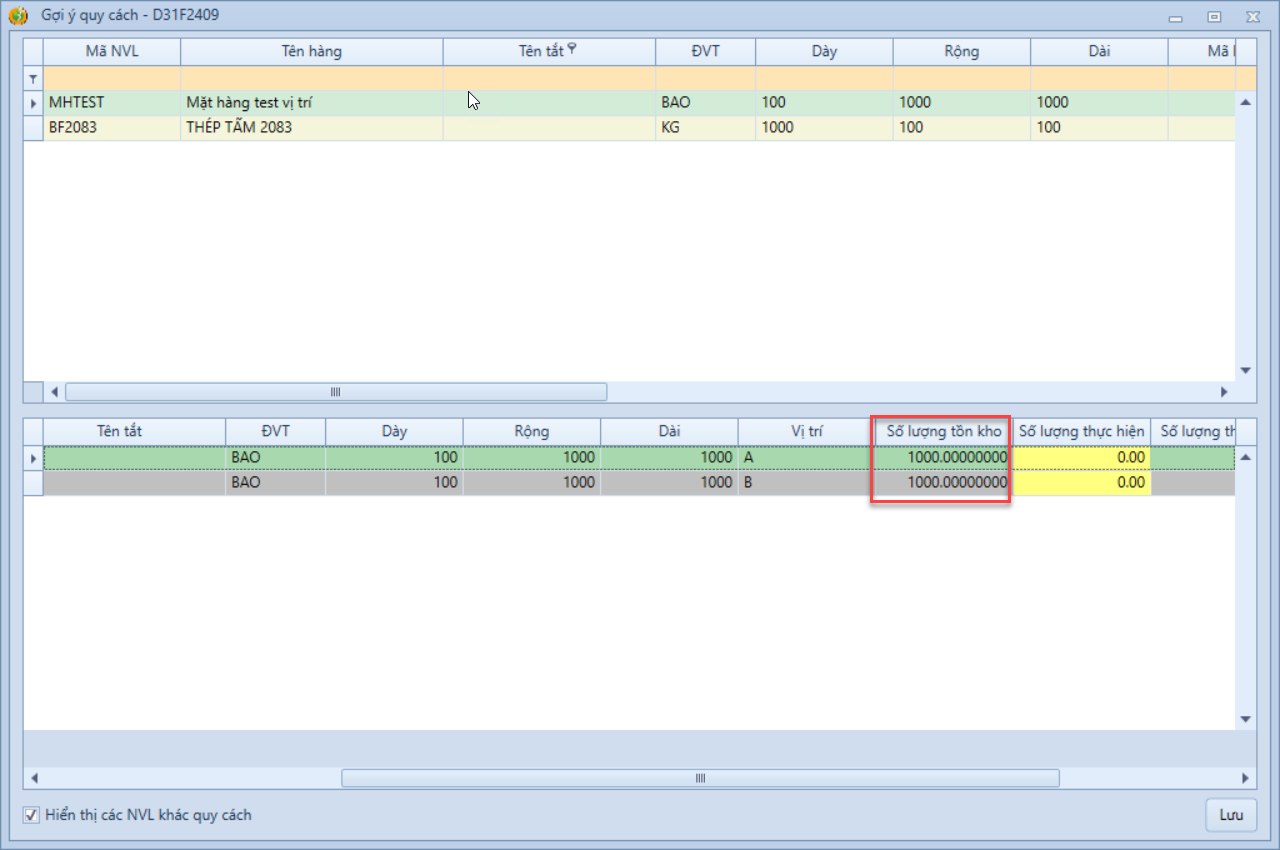 Gợi ý quy cách - D31F2409
Mã NVL Tên hàng Tên tắt ĐVT Dày Rộng Dài Mã
MHTEST Mặt hàng test vị trí BAO 100 1000 1000
BF2083 THÉP TẤM 2083 KG 1000 100 100
Tên tắt ĐVT Dày Rộng Dài Vị trí Số lượng tồn kho Số lượng thực hiện Số lượng th
BAO 100 1000 1000 A 1000.00000000 0.00
BAO 100 1000 1000 B 1000.00000000 0.00
Hiển thị các NVL khác quy cách
Lưu